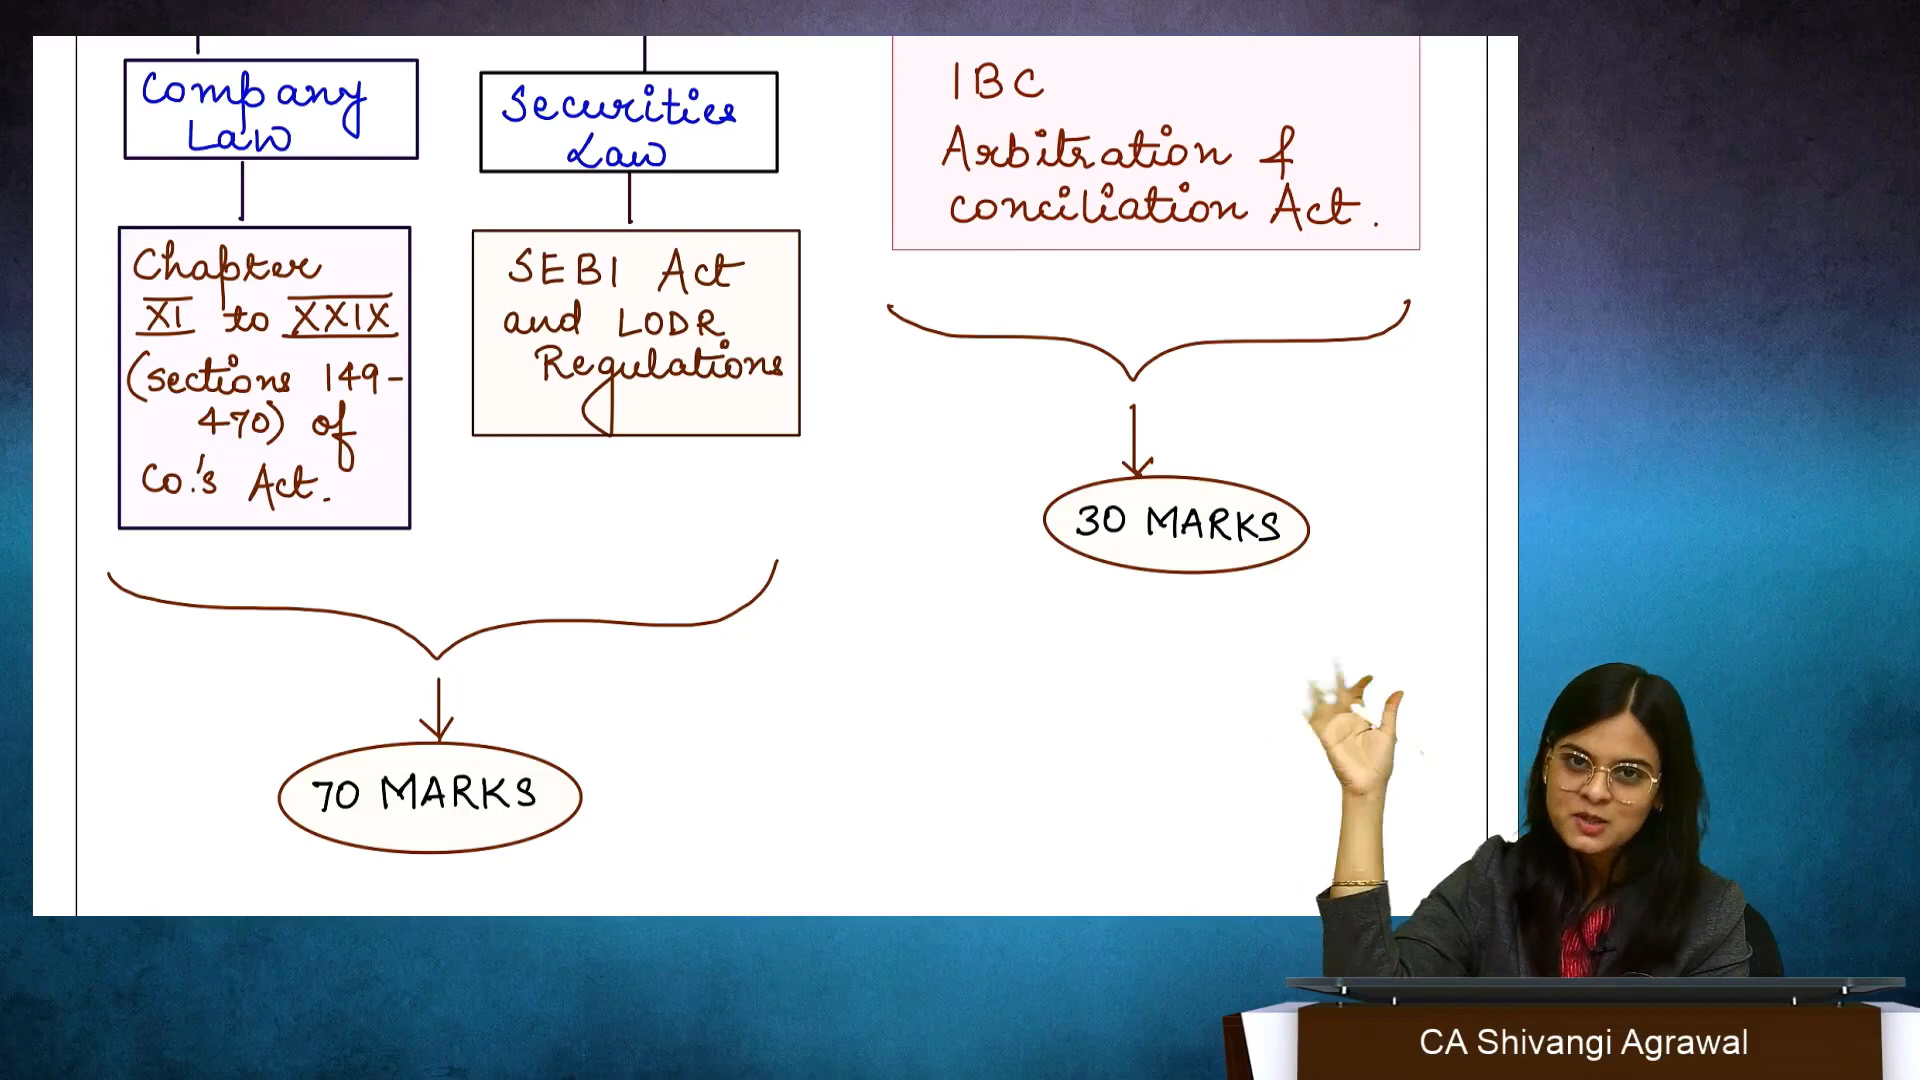 Company
Law
Chapter
XI to XXIX
(sections 149-
470) of
Co.'s Act.
Securities
Law
SEBI Act
and LODR
Regulations
70 MARKS
IBC
Arbitration &
conciliation Act.
30 MARKS
CA Shivangi Agrawal